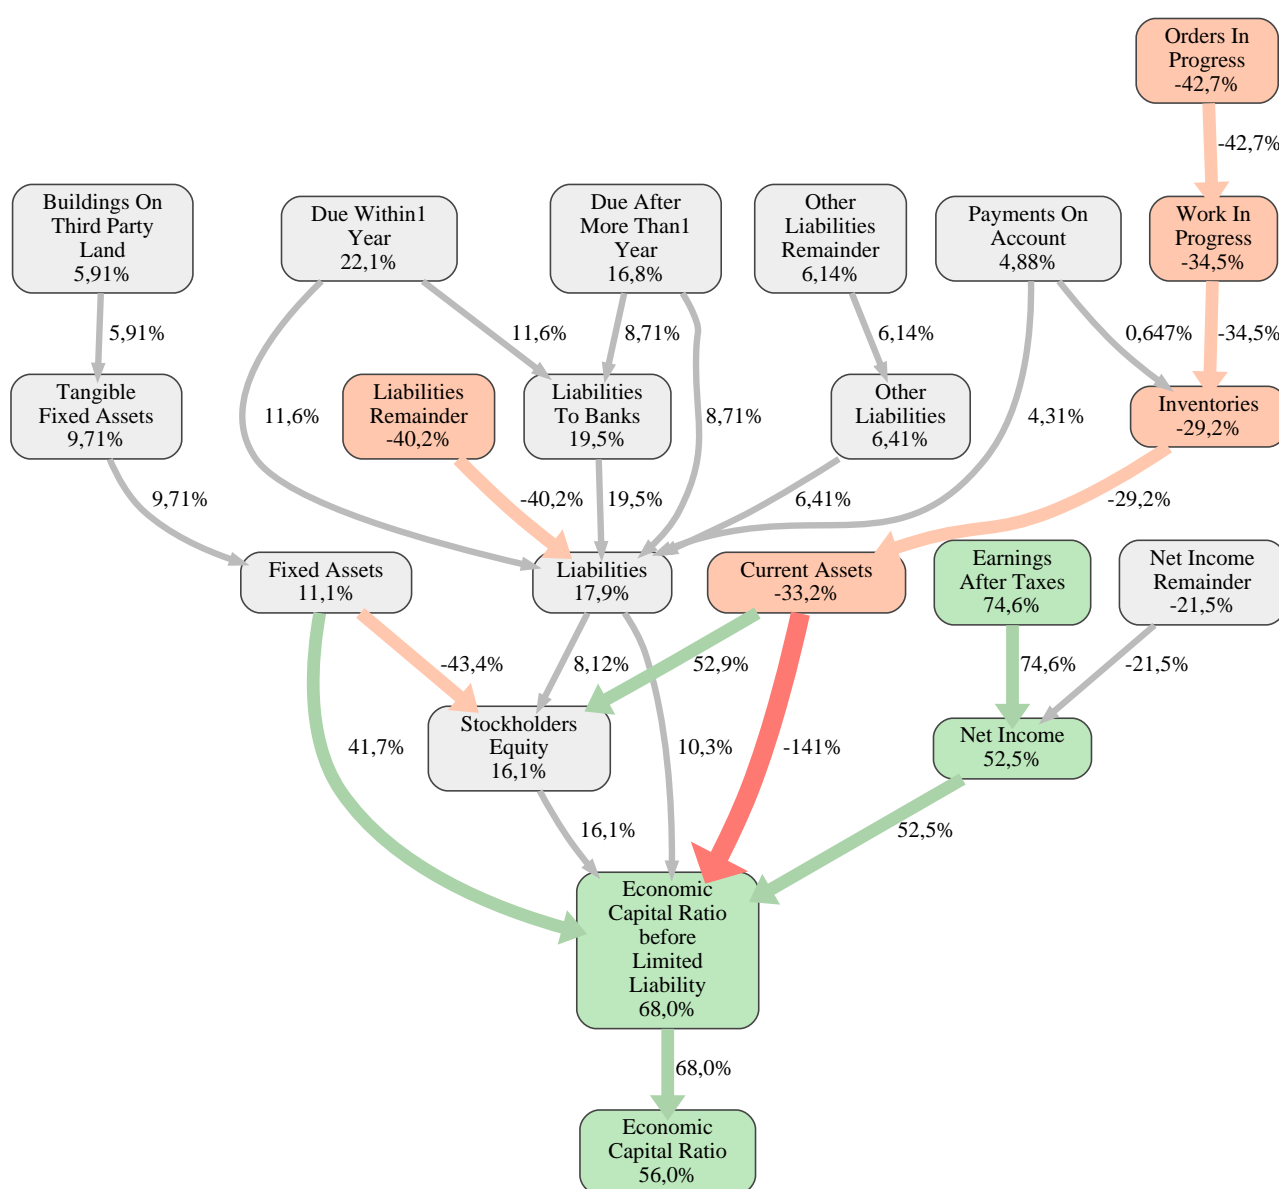 Orders In
Progress
-42,7%
-42,7%
Buildings On
Third Party
Land
5,91%
Due Within1
Year
22,1%
Due After
More Than1
Year
16,8%
Other
Liabilities
Remainder
6,14%
Payments On
Account
4,88%
Work In
Progress
-34,5%
5,91%
11,6%
8,71%
6,14%
0,647%
-34,5%
Tangible
Fixed Assets
9,71%
11,6%
Liabilities
Remainder
-40,2%
Liabilities
To Banks
19,5%
8,71%
Other
Liabilities
6,41%
4,31%
Inventories
-29,2%
9,71%
-40,2%
19,5%
6,41%
-29,2%
Fixed Assets
11,1%
Liabilities
17,9%
Current Assets
-33,2%
Earnings
After Taxes
74,6%
Net Income
Remainder
-21,5%
-43,4%
8,12%
52,9%
74,6%
-21,5%
41,7%
Stockholders
Equity
16,1%
10,3%
-141%
Net Income
52,5%
16,1%
52,5%
Economic
Capital Ratio
before
Limited
Liability
68,0%
68,0%
Economic
Capital Ratio
56,0%